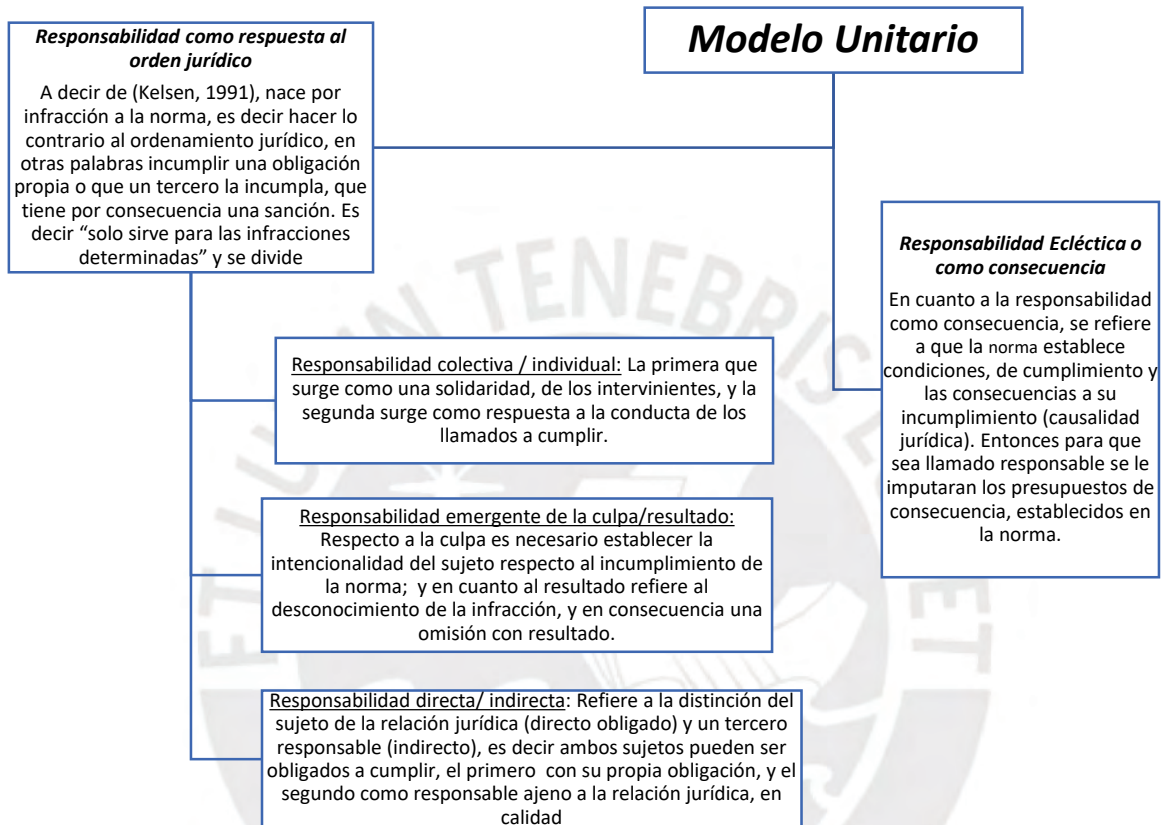 Modelo Unitario
Responsabilidad como respuesta al
orden jurídico
A decir de (Kelsen, 1991), nace por
infracción a la norma, es decir hacer lo
contrario al ordenamiento jurídico, en
otras palabras incumplir una obligación
propia o que un tercero la incumpla, que
tiene por consecuencia una sanción. Es
decir “solo sirve para las infracciones
determinadas” y se divide
Responsabilidad colectiva / individual: La primera que
surge como una solidaridad, de los intervinientes, y la
segunda surge como respuesta a la conducta de los
llamados a cumplir.
Responsabilidad emergente de la culpa/resultado:
Respecto a la culpa es necesario establecer la
intencionalidad del sujeto respecto al incumplimiento de
la norma; y en cuanto al resultado refiere al
desconocimiento de la infracción, y en consecuencia una
omisión con resultado.
Responsabilidad directa/ indirecta: Refiere a la distinción del
sujeto de la relación jurídica (directo obligado) y un tercero
responsable (indirecto), es decir ambos sujetos pueden ser
obligados a cumplir, el primero con su propia obligación, y el
segundo como responsable ajeno a la relación jurídica, en
calidad
Responsabilidad Ecléctica o
como consecuencia
En cuanto a la responsabilidad
como consecuencia, se refiere
a que la norma establece
condiciones, de cumplimiento y
las consecuencias a su
incumplimiento (causalidad
jurídica). Entonces para que
sea llamado responsable se le
imputaran los presupuestos de
consecuencia, establecidos en
la norma.
ET
IN TENEBRIS
ET